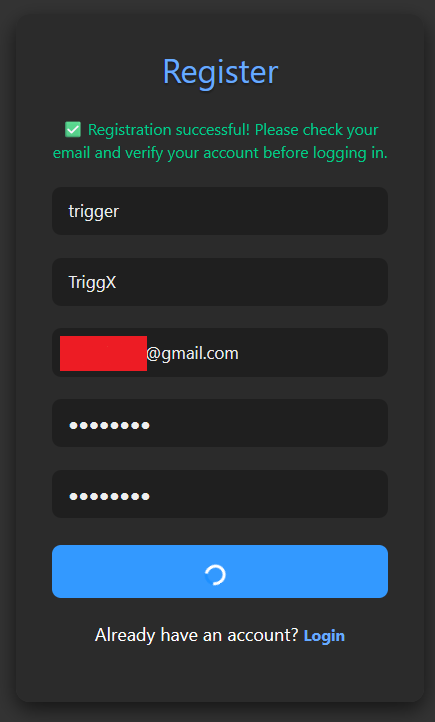 Register
✅ Registration successful! Please check your
email and verify your account before logging in.
trigger
TriggX
@gmail.com
●●●●●●●●
●●●●●●●●
Already have an account? Login